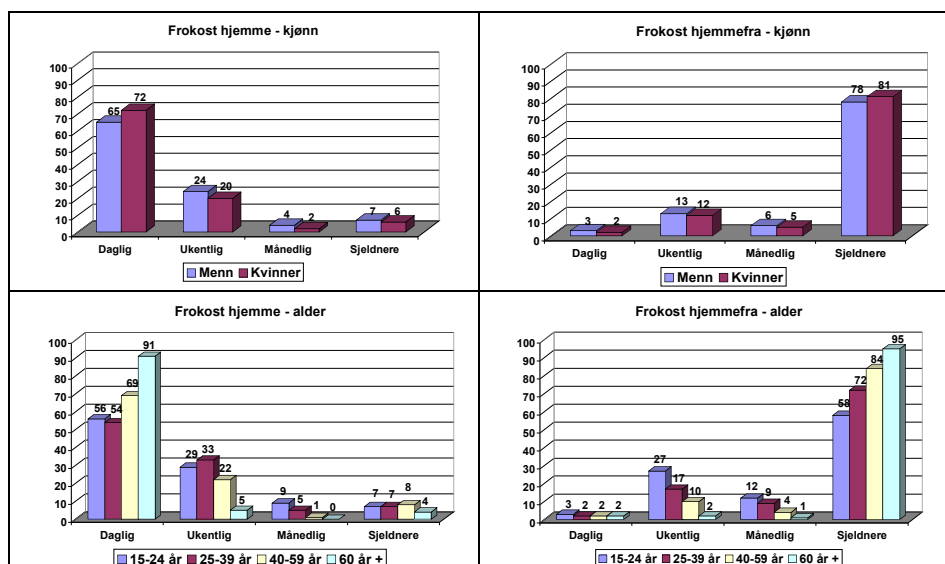 Frokost hjemme - kjønn
100
90
80
70
60
50
40
30
20
10
0
65 72
24 20
4 2
7 6
Daglig Ukentlig Månedlig Sjeldnere
Menn Kvinner
Frokost hjemmefra - kjønn
100
90
80
70
60
50
40
30
20
10
0
3 2
13 12
6 5
78 81
Daglig Ukentlig Månedlig Sjeldnere
Menn Kvinner
Frokost hjemme - alder
100
90
80
70
60
50
40
30
20
10
0
56 54 69 91
29 33 22 5
9 5 1 0
7 7 8 4
Daglig Ukentlig Månedlig Sjeldnere
15-24 år 25-39 år 40-59 år 60 år +
Frokost hjemmefra - alder
100
90
80
70
60
50
40
30
20
10
0
3 2 2 2
27 17 10 2
12 9 4 1
58 72 84 95
Daglig Ukentlig Månedlig Sjeldnere
15-24 år 25-39 år 40-59 år 60 år +